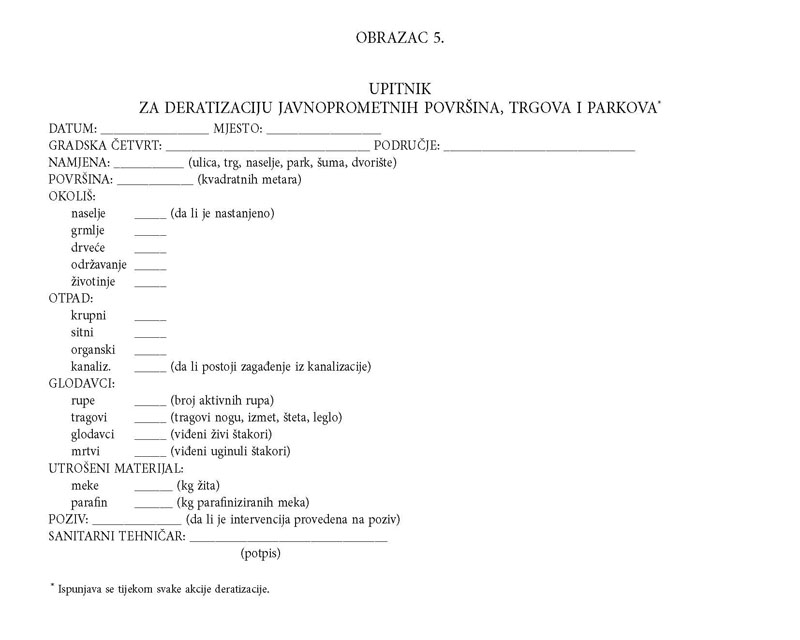 OBRAZAC 5.
UPITNIK
ZA DERATIZACIJU JAVNOPROMETNIH POVRŠINA, TRGOVA I PARKOVA*
DATUM: _________________ MJESTO: __________________
GRADSKA ČETVRT: ________________________________ PODRUČJE: ______________________________
NAMJENA: ___________ (ulica, trg, naselje, park, šuma, dvorište)
POVRŠINA: ____________ (kvadratnih metara)
OKOLIŠ:
naselje _____ (da li je nastanjeno)
grmlje _____
drveće _____
održavanje _____
životinje _____
OTPAD:
krupni _____
sitni _____
organski _____
kanaliz. _____ (da li postoji zagađenje iz kanalizacije)
GLODAVCI:
rupe _____ (broj aktivnih rupa)
tragovi _____ (tragovi nogu, izmet, šteta, leglo)
glodavci _____ (viđeni živi štakori)
mrtvi _____ (viđeni uginuli štakori)
UTROŠENI MATERIJAL:
meke ______ (kg žita)
parafin ______ (kg parafiniziranih meka)
POZIV: ______________ (da li je intervencija provedena na poziv)
SANITARNI TEHNIČAR: _______________________________
(potpis)
* Ispunjava se tijekom svake akcije deratizacije.